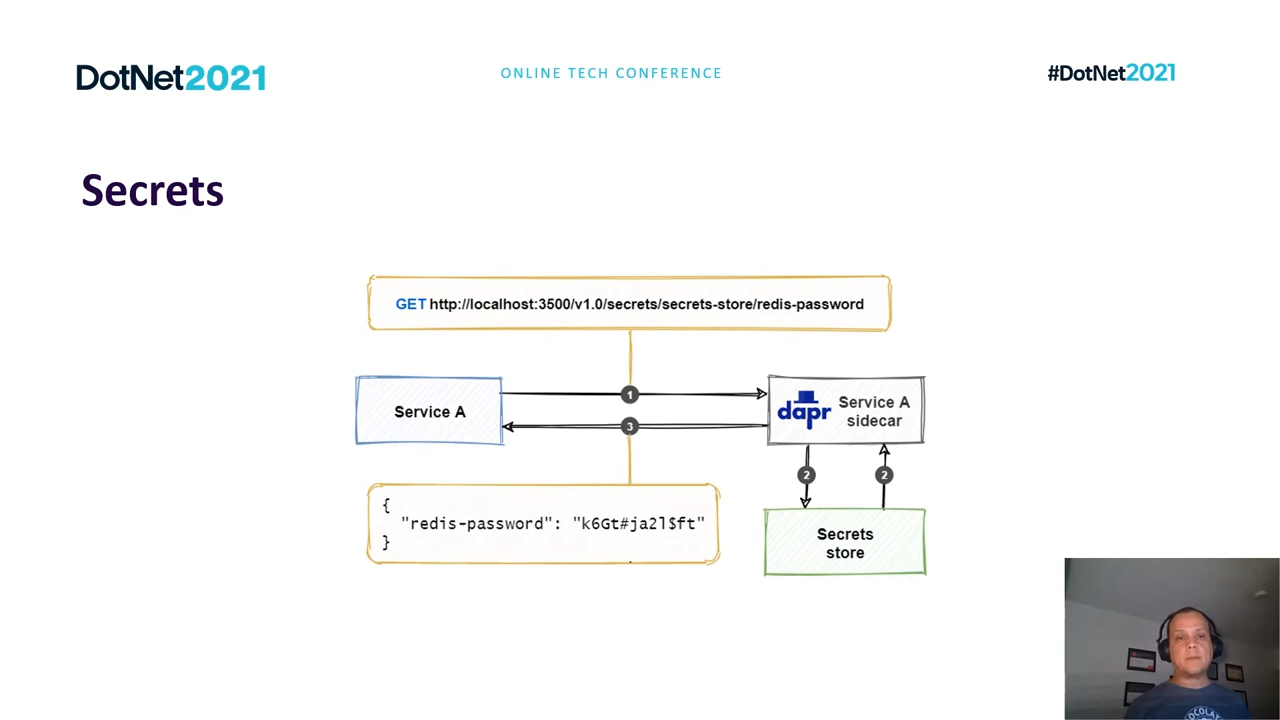 DotNet2021
ONLINE TECH CONFERENCE
#DotNet2021
Secrets
GET http://localhost:3500/v1.0/secrets/secrets-store/redis-password
Service A
1
dapr
Service A
sidecar
3
2
2
{
"redis-password": "k6Gt#ja2l$ft"
}
Secrets
store